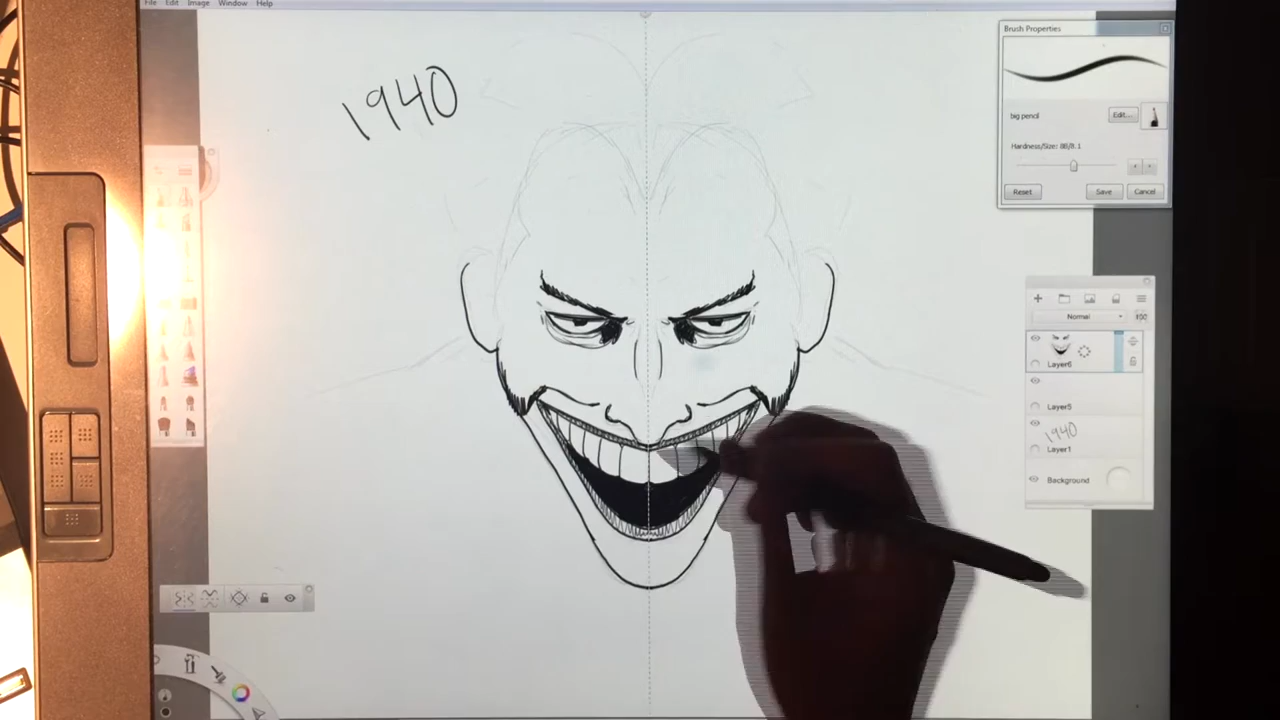 File Edit Image Window Help
1940
Brush Properties
big pencil
Edit...
Hardness/Size: 88/8.1
Reset Save Cancel
Normal
100
Layer6
Layer5
1940
Layer1
Background